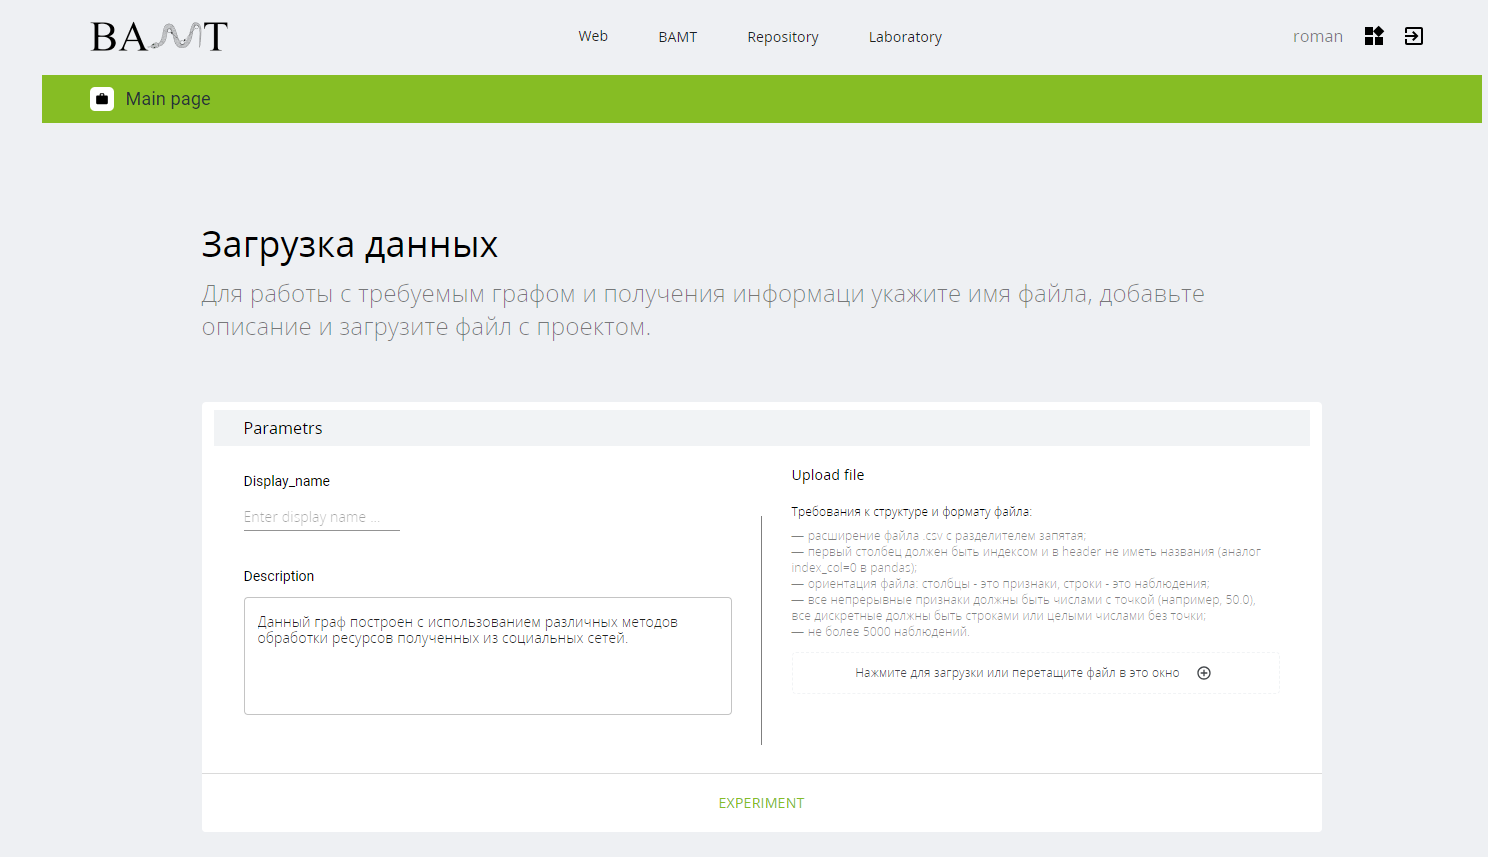 BAMT
Web
BAMT
Repository
Laboratory
roman
Main page
Загрузка данных
Для работы с требуемым графом и получения информаци укажите имя файла, добавьте
описание и загрузите файл с проектом.
Parametrs
Display_name
Enter display name ...
Description
Данный граф построен с использованием различных методов
обработки ресурсов полученных из социальных сетей.
Upload file
Требования к структуре и формату файла:
— расширение файла .csv с разделителем запятая;
— первый столбец должен быть индексом и в header не иметь названия (аналог
index_col=0 в pandas);
— ориентация файла: столбцы - это признаки, строки - это наблюдения;
— все непрерывные признаки должны быть числами с точкой (например, 50.0),
все дискретные должны быть строками или целыми числами без точки;
— не более 5000 наблюдений.
Нажмите для загрузки или перетащите файл в это окно
EXPERIMENT